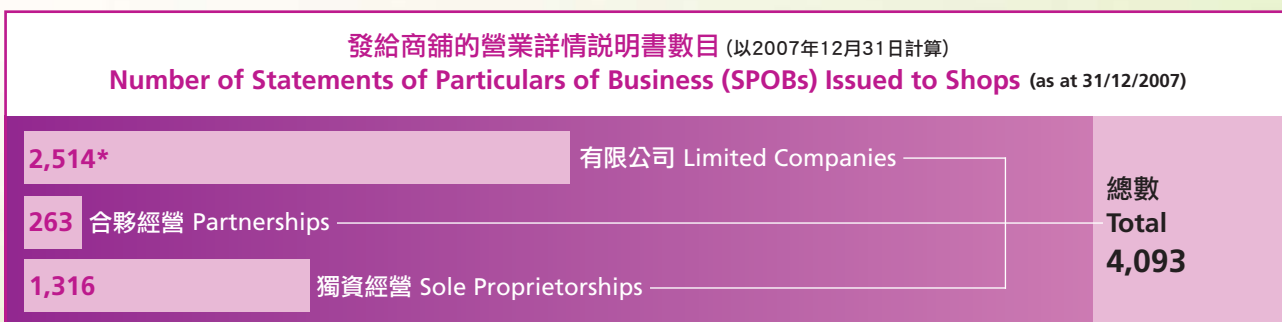 發給商舖的營業詳情説明書數目 (以2007年12月31日計算)
Number of Statements of Particulars of Business (SPOBs) Issued to Shops (as at 31/12/2007)
2,514* 有限公司 Limited Companies
263 合夥經營 Partnerships
1,316 獨資經營 Sole Proprietorships
總數
Total
4,093